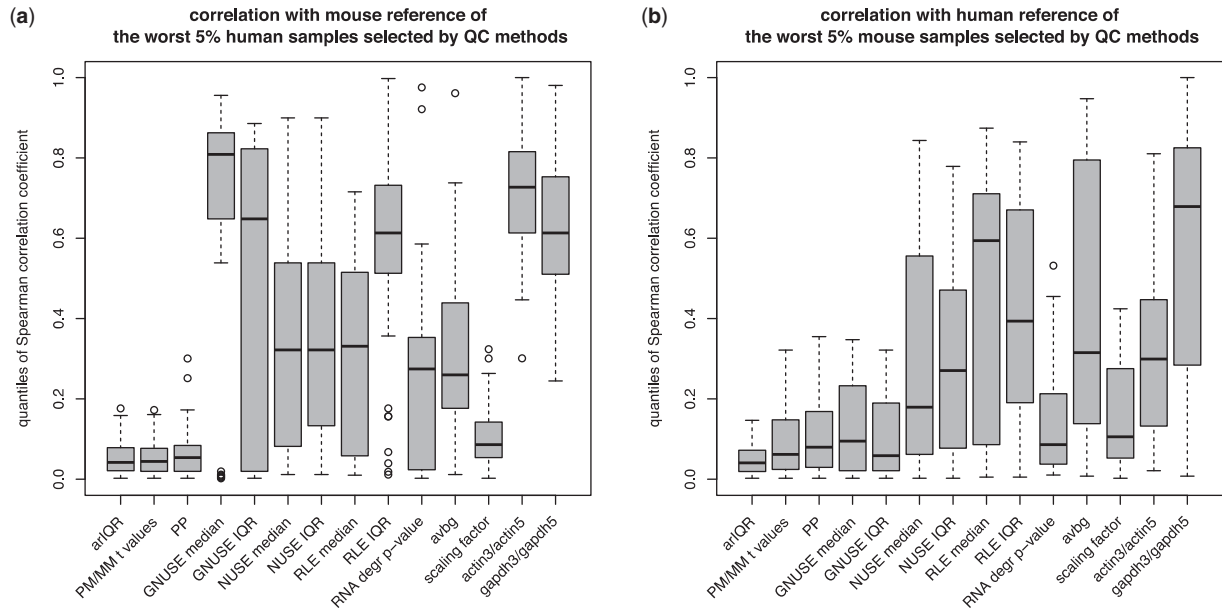 (a)
correlation with mouse reference of
the worst 5% human samples selected by QC methods
quantiles of Spearman correlation coefficient
1.0
0.8
0.6
0.4
0.2
0.0
arIQR
PM/MM t values
PP
GNUSE median
GNUSE IQR
NUSE median
NUSE IQR
RLE median
RLE IQR
RNA degr p-value
avbg
scaling factor
actin3/actin5
gapdh3/gapdh5
(b)
correlation with human reference of
the worst 5% mouse samples selected by QC methods
quantiles of Spearman correlation coefficient
1.0
0.8
0.6
0.4
0.2
0.0
arIQR
PM/MM t values
PP
GNUSE median
GNUSE IQR
NUSE median
NUSE IQR
RLE median
RLE IQR
RNA degr p-value
avbg
scaling factor
actin3/actin5
gapdh3/gapdh5